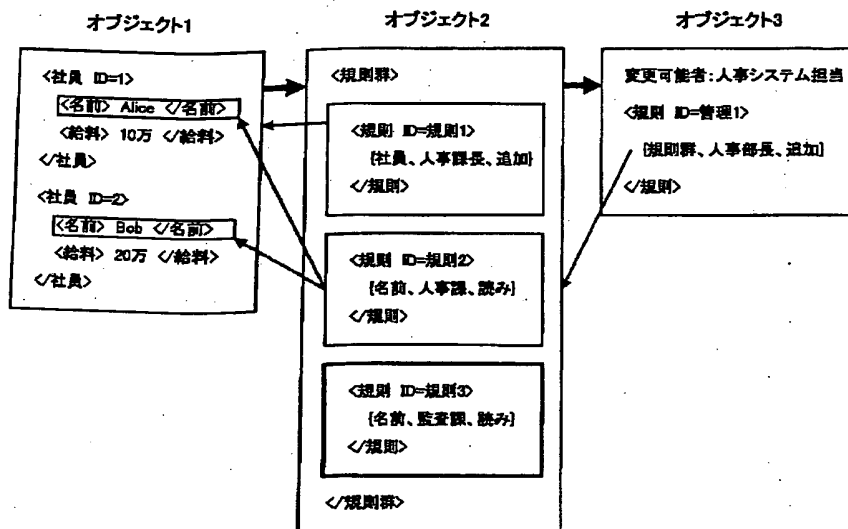 オブジェクト1
<社員 ID=1>
<名前> Alice </名前>
<給料> 10万 </給料>
</社員>
<社員 ID=2>
<名前> Bob </名前>
<給料> 20万 </給料>
</社員>
オブジェクト2
<規則群>
<規則 ID=規則1>
{社員、人事課長、追加}
</規則>
<規則 ID=規則2>
{名前、人事課、読み}
</規則>
<規則 ID=規則3>
{名前、監査課、読み}
</規則>
</規則群>
オブジェクト3
変更可能者:人事システム担当
<規則 ID=管理1>
{規則群、人事部長、追加}
</規則>